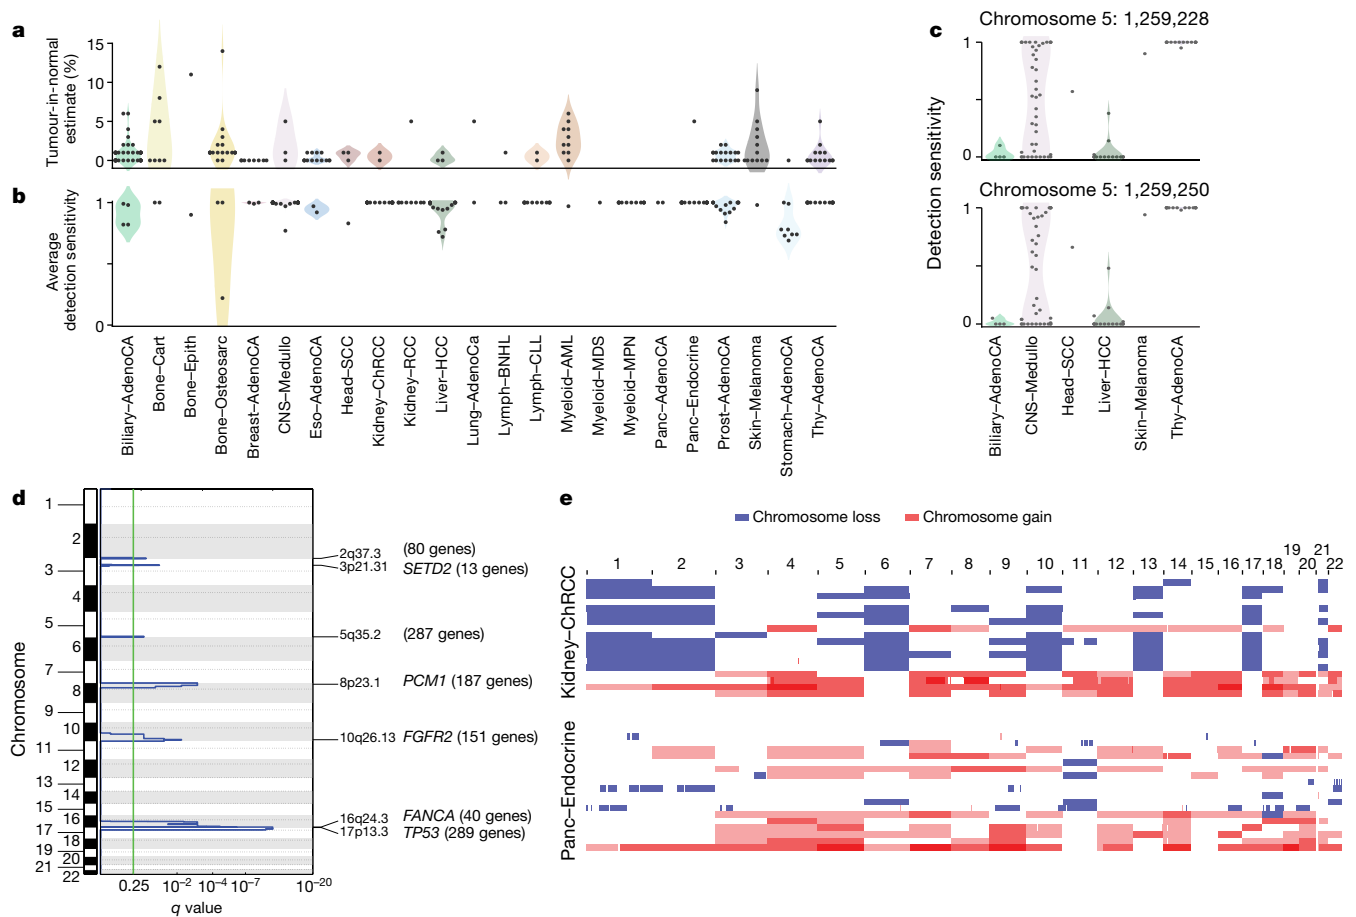 a
Tumour-in-normal
estimate (%)
15
10
5
0
b
Average
detection sensitivity
1
0
Biliary–AdenoCA
Bone–Cart
Bone–Epith
Bone–Osteosarc
Breast–AdenoCA
CNS–Medullo
Eso–AdenoCA
Head–SCC
Kidney–ChRCC
Kidney–RCC
Liver–HCC
Lung–AdenoCa
Lymph–BNHL
Lymph–CLL
Myeloid–AML
Myeloid–MDS
Myeloid–MPN
Panc–AdenoCA
Panc–Endocrine
Prost–AdenoCA
Skin–Melanoma
Stomach–AdenoCA
Thy–AdenoCA
c
Chromosome 5: 1,259,228
Detection sensitivity
1
0
Chromosome 5: 1,259,250
1
0
Biliary–AdenoCA
CNS–Medullo
Head–SCC
Liver–HCC
Skin–Melanoma
Thy–AdenoCA
d
Chromosome
1
2
3
4
5
6
7
8
9
10
11
12
13
14
15
16
17
18
19
20
21
22
2q37.3 (80 genes)
3p21.31 SETD2 (13 genes)
5q35.2 (287 genes)
8p23.1 PCM1 (187 genes)
10q26.13 FGFR2 (151 genes)
16q24.3 FANCA (40 genes)
17p13.3 TP53 (289 genes)
0.25 10⁻² 10⁻⁴ 10⁻⁷ 10⁻²⁰
q value
e
Chromosome loss Chromosome gain
1 2 3 4 5 6 7 8 9 10 11 12 13 14 15 16 17 18 19 20 21 22
Kidney–ChRCC
Panc–Endocrine